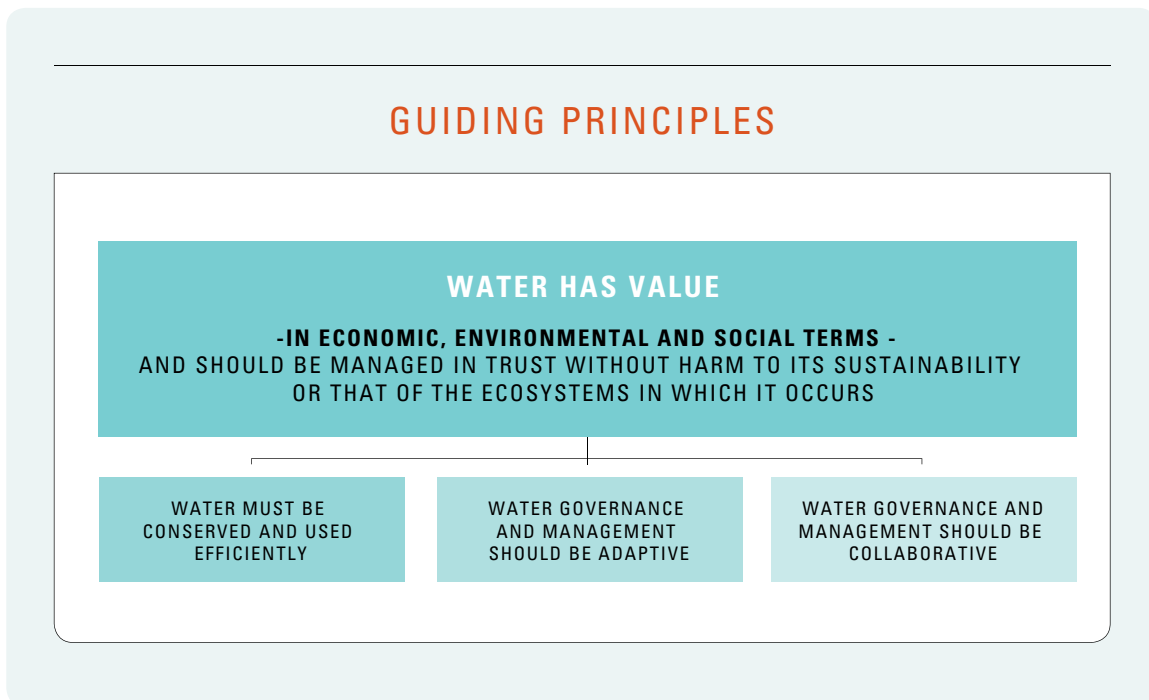 GUIDING PRINCIPLES
WATER HAS VALUE
-IN ECONOMIC, ENVIRONMENTAL AND SOCIAL TERMS -
AND SHOULD BE MANAGED IN TRUST WITHOUT HARM TO ITS SUSTAINABILITY
OR THAT OF THE ECOSYSTEMS IN WHICH IT OCCURS
WATER MUST BE
CONSERVED AND USED
EFFICIENTLY
WATER GOVERNANCE
AND MANAGEMENT
SHOULD BE ADAPTIVE
WATER GOVERNANCE AND
MANAGEMENT SHOULD BE
COLLABORATIVE